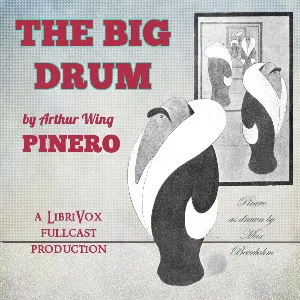 THE BIG
DRUM
by Arthur Wing
PINERO
A LIBRIVOX
FULLCAST
PRODUCTION
Pinero
as drawn by
Max
Beerbohm